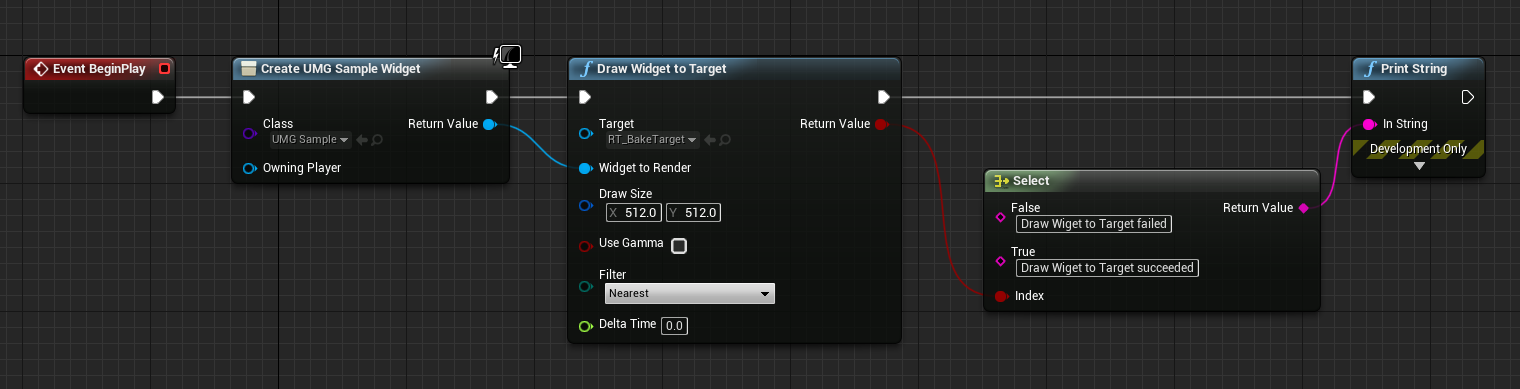 Event BeginPlay
Create UMG Sample Widget
Class
UMG Sample
Return Value
Owning Player
Draw Widget to Target
Target
RT_BakeTarget
Return Value
Widget to Render
Draw Size
X 512.0 Y 512.0
Use Gamma
Filter
Nearest
Delta Time 0.0
Select
False
Draw Wiget to Target failed
Return Value
True
Draw Wiget to Target succeeded
Index
Print String
In String
Development Only